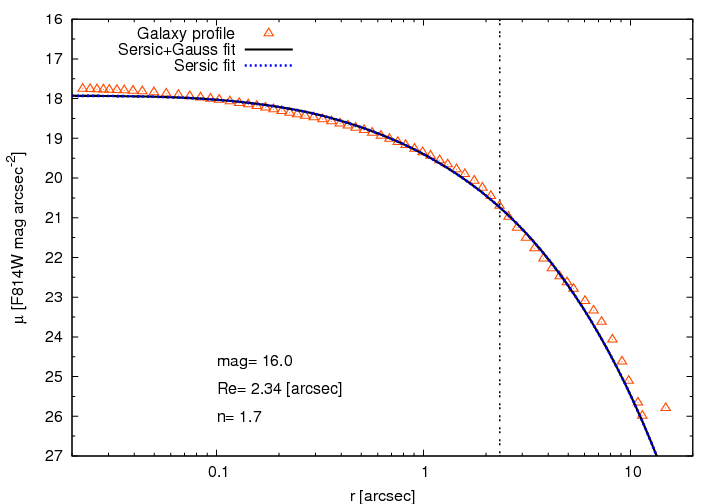 Galaxy profile
Sersic+Gauss fit
Sersic fit
16
17
18
19
20
21
22
23
24
25
26
27
μ [F814W mag arcsec⁻²]
mag= 16.0
Re= 2.34 [arcsec]
n= 1.7
0.1 1 10
r [arcsec]